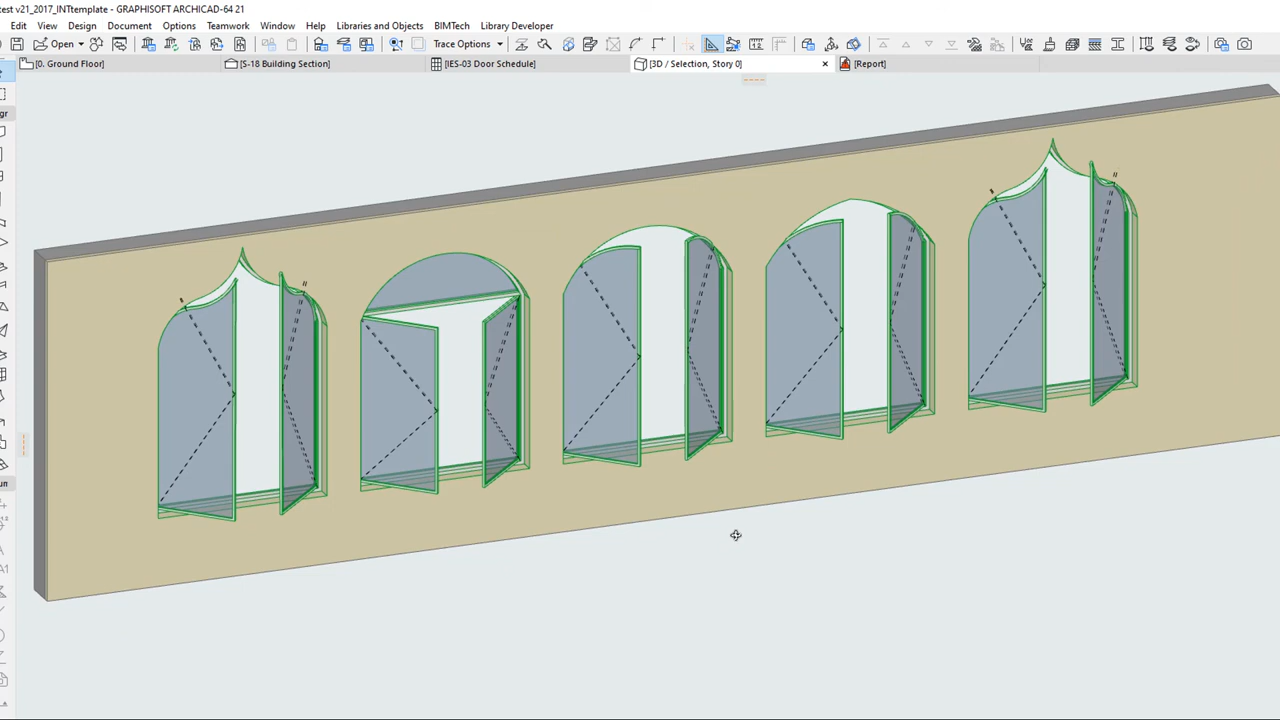 test v21_2017_INTtemplate - GRAPHISOFT ARCHICAD-64 21
Edit View Design Document Options Teamwork Window Help Libraries and Objects BIMTech Library Developer
Open Trace Options
[0. Ground Floor] [S-18 Building Section] [IES-03 Door Schedule] [3D / Selection, Story 0] [Report]